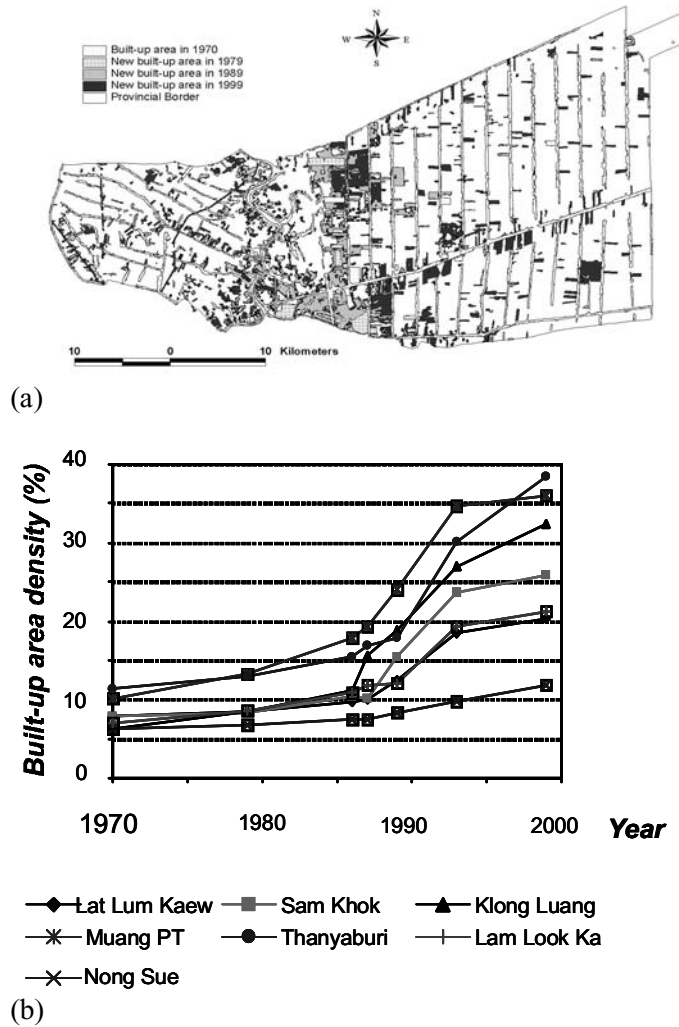 N
W E
S
Built-up area in 1970
New built-up area in 1979
New built-up area in 1989
New built-up area in 1999
Provincial Border
10 0 10 Kilometers
(a)
Built-up area density (%)
40
30
20
10
0
1970 1980 1990 2000 Year
Lat Lum Kaew Sam Khok Klong Luang
Muang PT Thanyaburi Lam Look Ka
Nong Sue
(b)